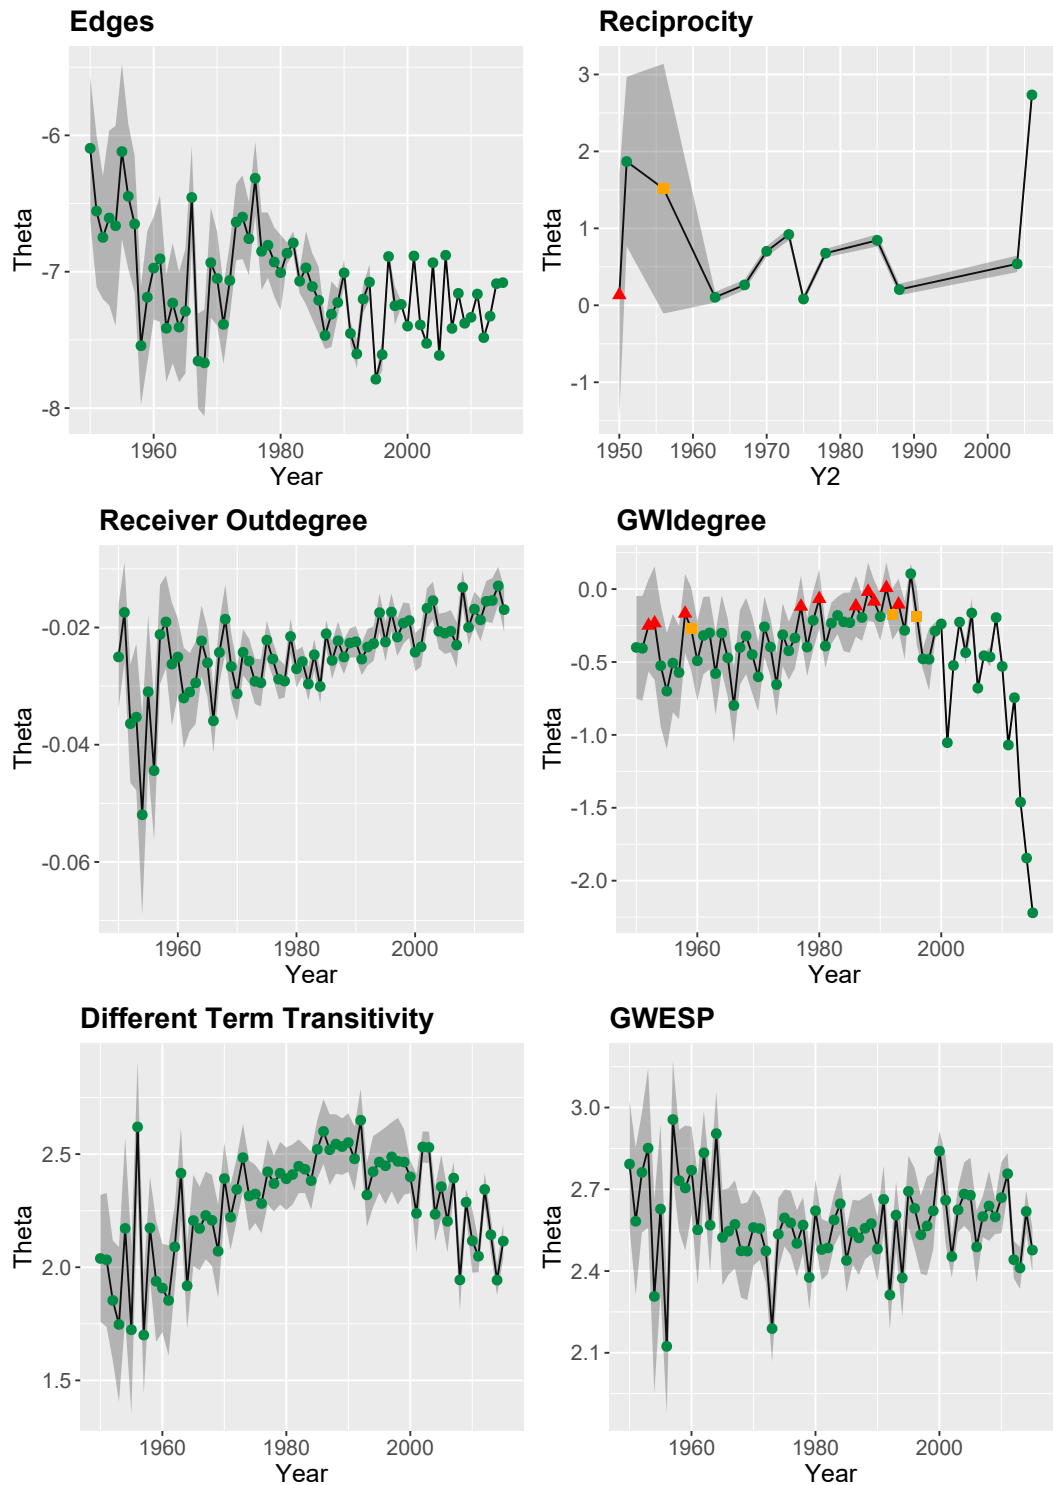 Edges
Theta
-6
-7
-8
1960 1980 2000
Year
Reciprocity
Theta
3
2
1
0
-1
1950 1960 1970 1980 1990 2000
Y2
Receiver Outdegree
Theta
-0.02
-0.04
-0.06
1960 1980 2000
Year
GWIdegree
Theta
0.0
-0.5
-1.0
-1.5
-2.0
1960 1980 2000
Year
Different Term Transitivity
Theta
2.5
2.0
1.5
1960 1980 2000
Year
GWESP
Theta
3.0
2.7
2.4
2.1
1960 1980 2000
Year